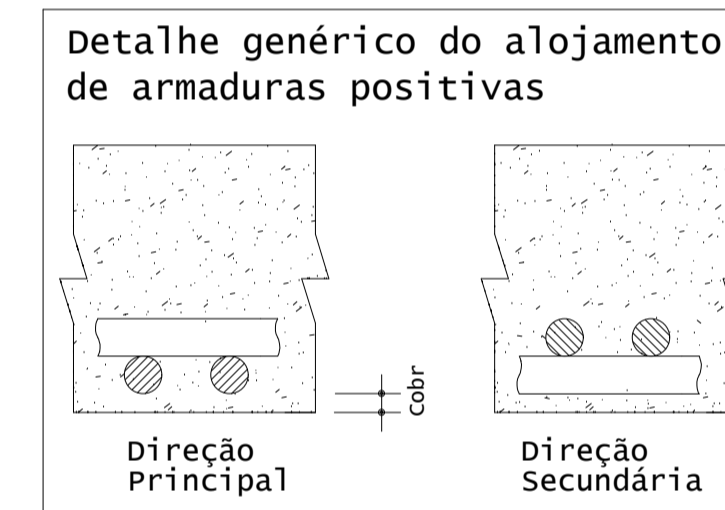 Detalhe genérico do alojamento
de armaduras positivas
Cobr
Direção
Principal
Direção
Secundária